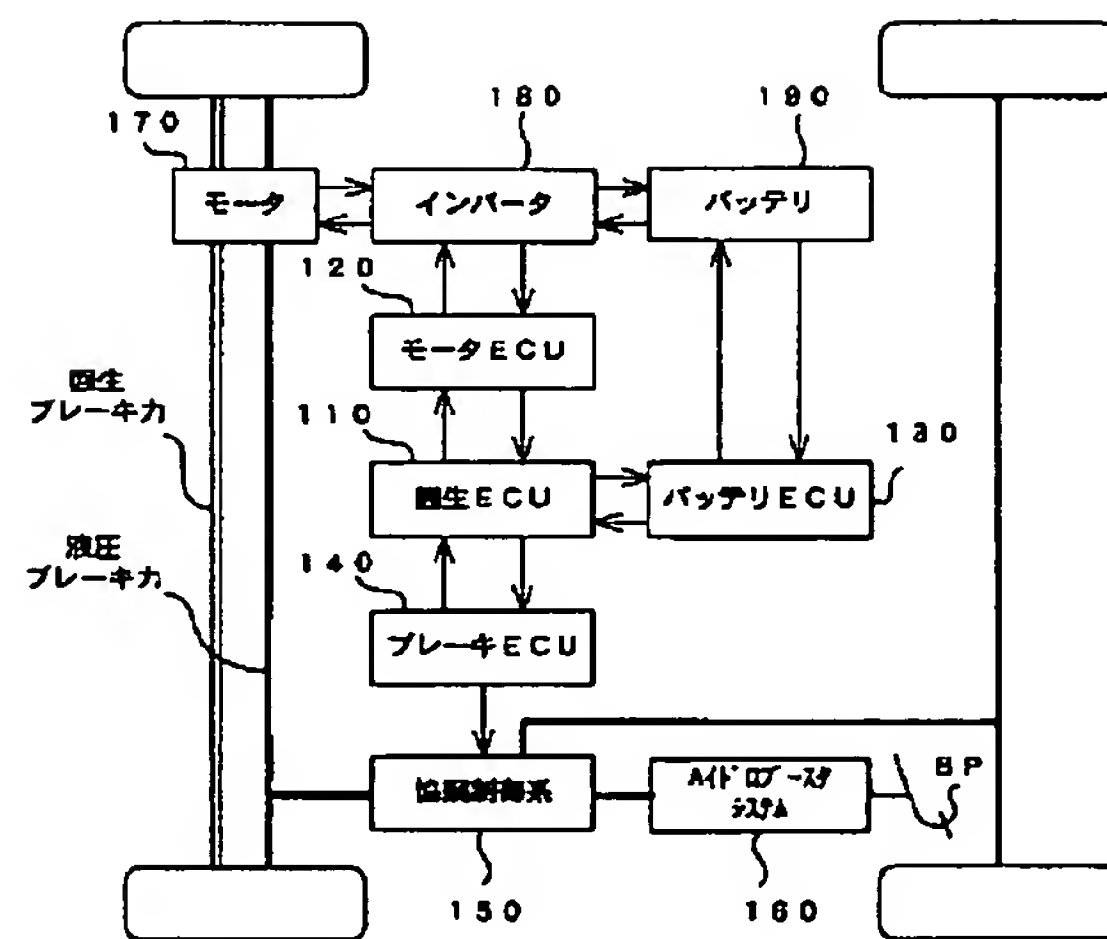 180
190
170
モータ
インバータ
バッテリ
120
モータECU
回生
ブレーキ力
110
130
回生ECU
バッテリECU
液圧
ブレーキ力
140
ブレーキECU
BP
協調制御系
ハイドロブースタ
システム
150
160